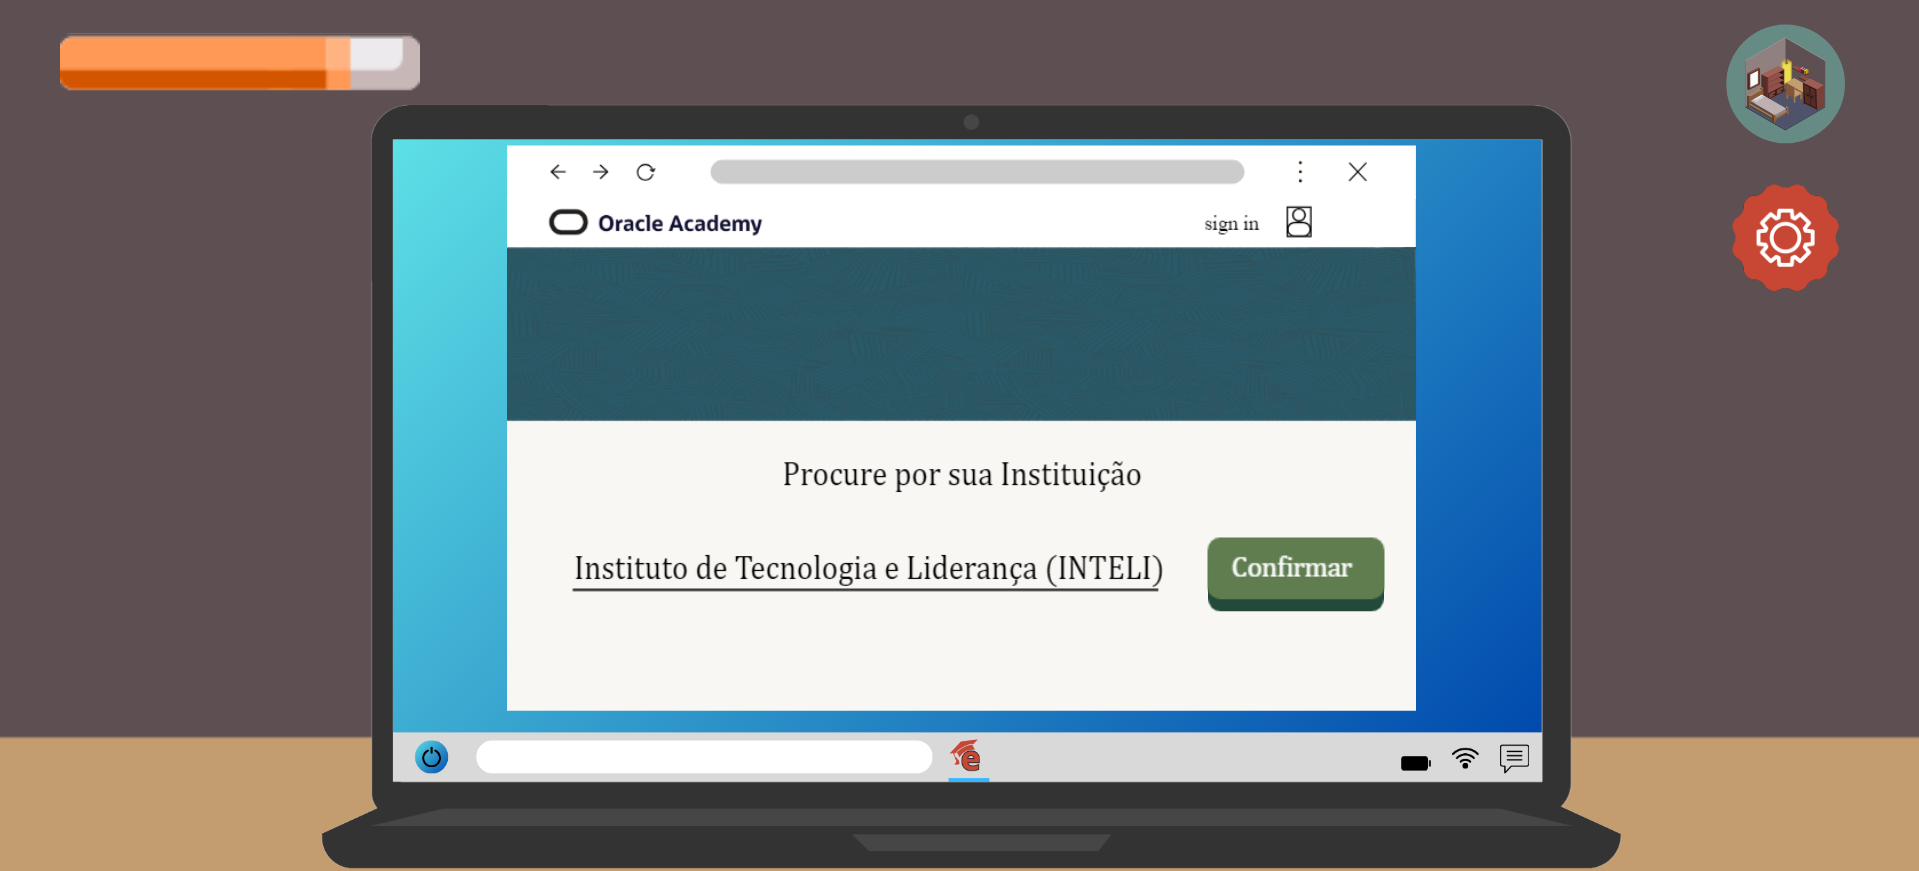 Oracle Academy
sign in
Procure por sua Instituição
Instituto de Tecnologia e Liderança (INTELI)
Confirmar
e